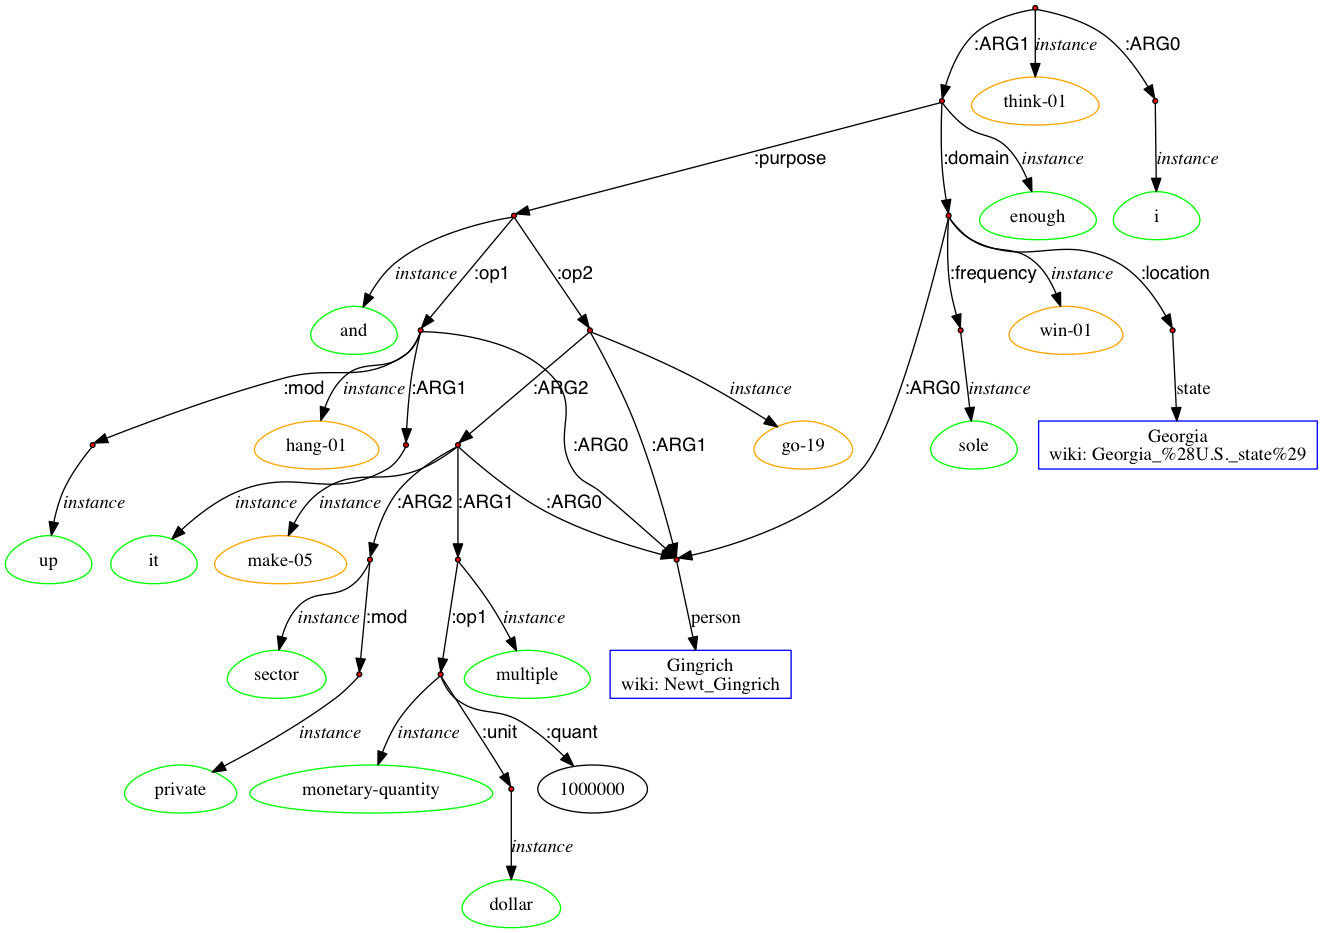 :ARG1 instance :ARG0
think-01
:purpose :domain instance instance
enough i
instance :op1 :op2 :frequency instance :location
and win-01
:mod instance :ARG1 :ARG2 instance :ARG0 instance state
:ARG0 :ARG1
hang-01 go-19 sole Georgia
wiki: Georgia_%28U.S._state%29
instance instance instance :ARG2 :ARG1 :ARG0
up it make-05
instance :mod :op1 instance person
sector multiple Gingrich
wiki: Newt_Gingrich
instance instance :unit :quant
private monetary-quantity 1000000
instance
dollar